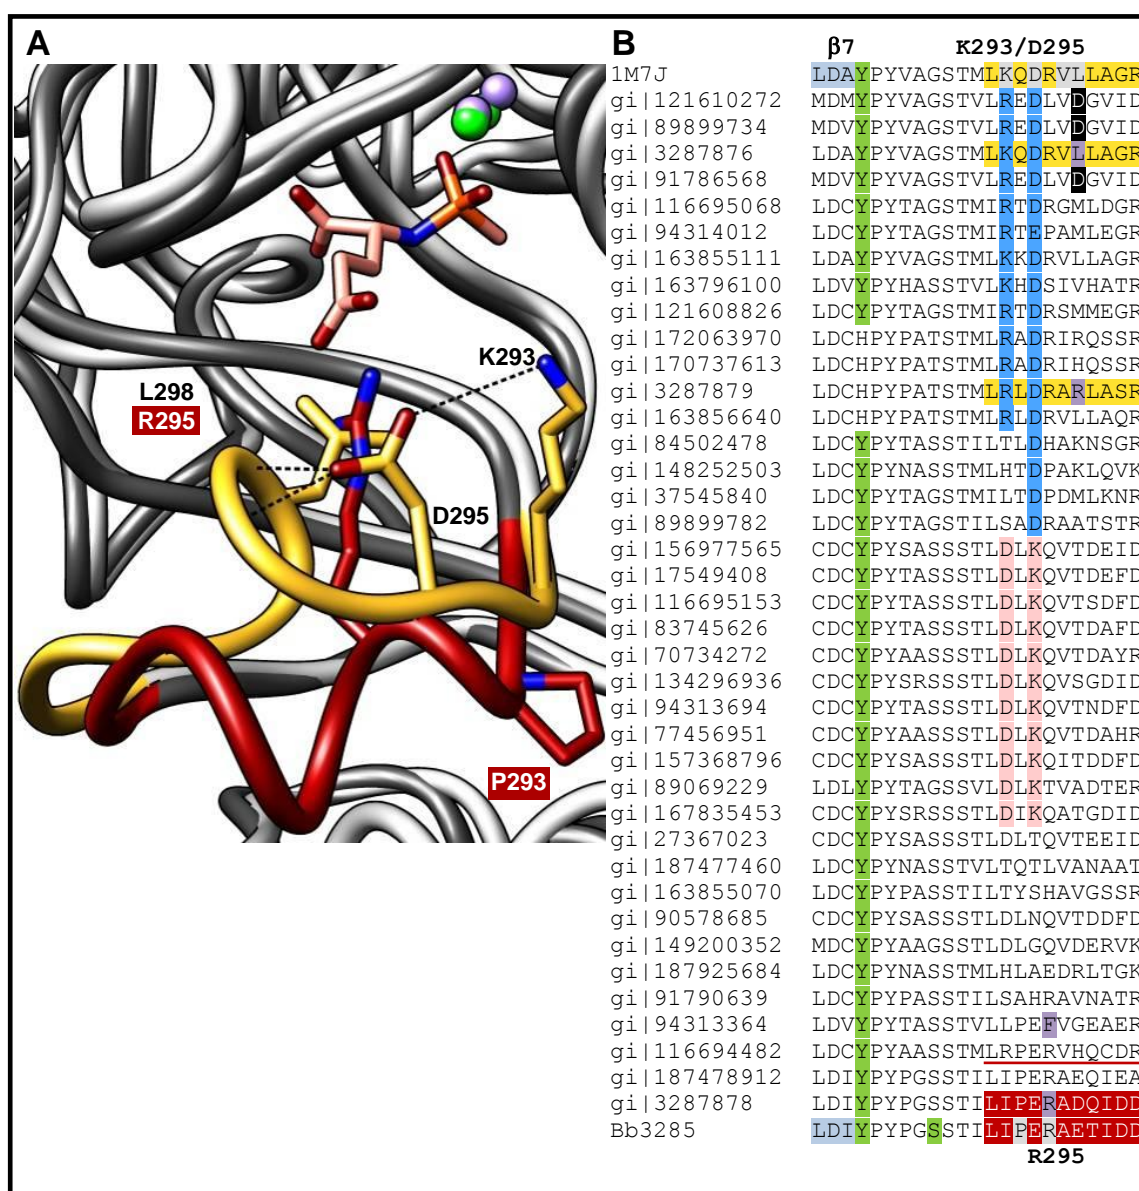 A
K293
L298
R295
D295
P293
B
β7 K293/D295
1M7J LDAYPYVAGSTMLKQDRVLLAGR
gi|121610272 MDMYPYVAGSTVLREDLVDGVID
gi|89899734 MDVYPYVAGSTVLREDLVDGVID
gi|3287876 LDAYPYVAGSTMLKQDRVLLAGR
gi|91786568 MDVYPYVAGSTVLREDLVDGVID
gi|116695068 LDCYPYTAGSTMIRTDRGMLDGR
gi|94314012 LDCYPYTAGSTMIRTEPAMLEGR
gi|163855111 LDAYPYVAGSTMLKKDRVLLAGR
gi|163796100 LDVYPYHASSTVLKHDSIVHATR
gi|121608826 LDCYPYTAGSTMIRTDRSMMEGR
gi|172063970 LDCHPYPATSTMLRADRIRQSSR
gi|170737613 LDCHPYPATSTMLRADRIHQSSR
gi|3287879 LDCHPYPATSTMLRLDRARLASR
gi|163856640 LDCHPYPATSTMLRLDRVLLAQR
gi|84502478 LDCYPYTASSTILTLDHAKNSGR
gi|148252503 LDCYPYNASSTMLHTDPAKLQVK
gi|37545840 LDCYPYTAGSTMILTDPDMLKNR
gi|89899782 LDCYPYTAGSTILSADRAATSTR
gi|156977565 CDCYPYSASSSTLDLKQVTDEID
gi|17549408 CDCYPYTASSSTLDLKQVTDEFD
gi|116695153 CDCYPYTASSSTLDLKQVTSDFD
gi|83745626 CDCYPYTASSSTLDLKQVTDAFD
gi|70734272 CDCYPYAASSSTLDLKQVTDAYR
gi|134296936 CDCYPYSRSSSTLDLKQVSGDID
gi|94313694 CDCYPYTASSSTLDLKQVTNDFD
gi|77456951 CDCYPYAASSSTLDLKQVTDAHR
gi|157368796 CDCYPYSASSSTLDLKQITDDFD
gi|89069229 LDLYPYTAGSSVLDLKTVADTER
gi|167835453 CDCYPYSRSSSTLDIKQATGDID
gi|27367023 CDCYPYSASSSTLDLTQVTEEID
gi|187477460 LDCYPYNASSTVLTQTLVANAAT
gi|163855070 LDCYPYPASSTILTYSHAVGSSR
gi|90578685 CDCYPYSASSSTLDLNQVTDDFD
gi|149200352 MDCYPYAAGSSTLDLGQVDERVK
gi|187925684 LDCYPYNASSTMLHLAEDRLTGK
gi|91790639 LDCYPYPASSTILSAHRAVNATR
gi|94313364 LDVYPYTASSTVLLPEFVGEAER
gi|116694482 LDCYPYAASSTMLRPERVHQCDR
gi|187478912 LDIYPYPGSSTILIPERAEQIEA
gi|3287878 LDIYPYPGSSTILIPERADQIDD
Bb3285 LDIYPYPGSSTILIPERAETIDD
R295